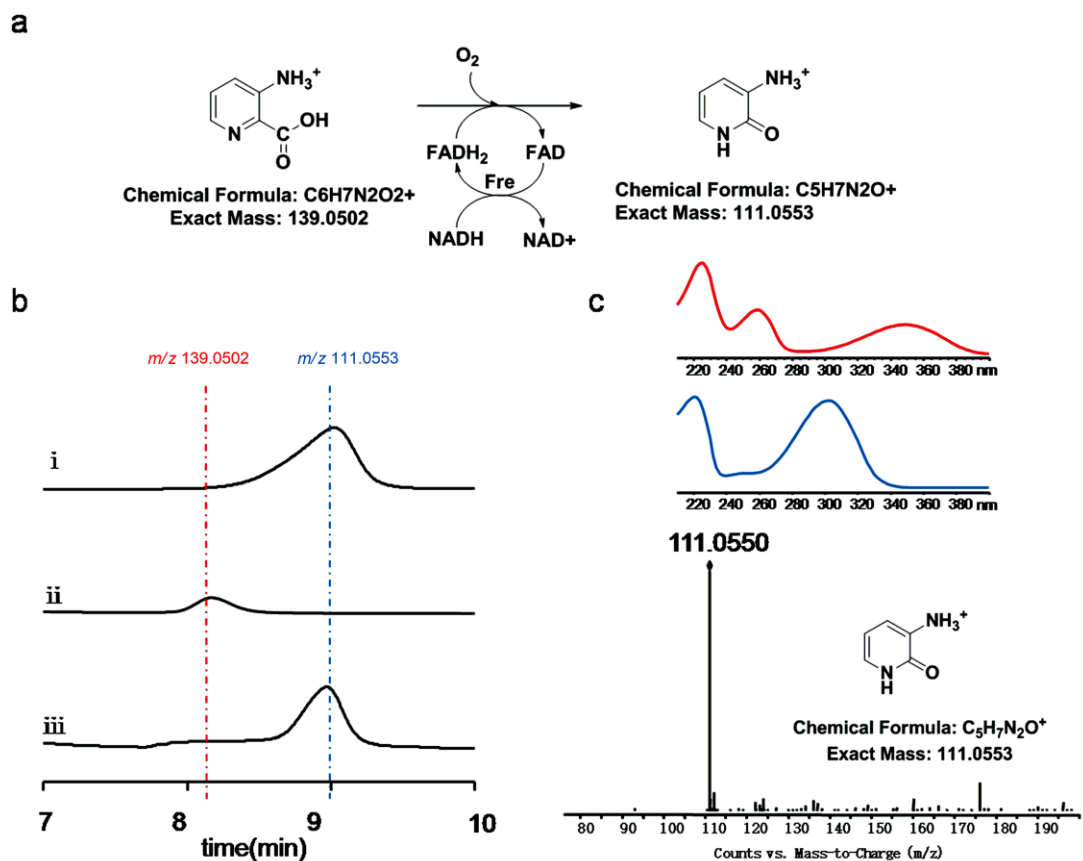 a
NH3+
OH
N
C
O
Chemical Formula: C6H7N2O2+
Exact Mass: 139.0502
O2
FADH2
FAD
Fre
NADH
NAD+
NH3+
N
H
O
Chemical Formula: C5H7N2O+
Exact Mass: 111.0553
b
m/z 139.0502
m/z 111.0553
i
ii
iii
7
8
9
10
time(min)
c
220 240 260 280 300 320 340 360 380 nm
220 240 260 280 300 320 340 360 380 nm
111.0550
NH3+
N
H
O
Chemical Formula: C5H7N2O+
Exact Mass: 111.0553
80 90 100 110 120 130 140 150 160 170 180 190
Counts vs. Mass-to-Charge (m/z)